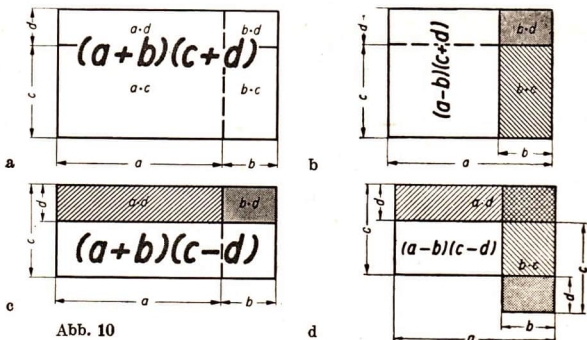 a·d b·d
d
(a+b)(c+d)
a·c b·c
c
a b
a
d
b·d
(a-b)(c+d)
b·c
c
b
a
b
c
d
a·d b·d
(a+b)(c-d)
a b
c
Abb. 10
c
d
a·d
(a-b)(c-d)
b·c
c
d
b
a
d